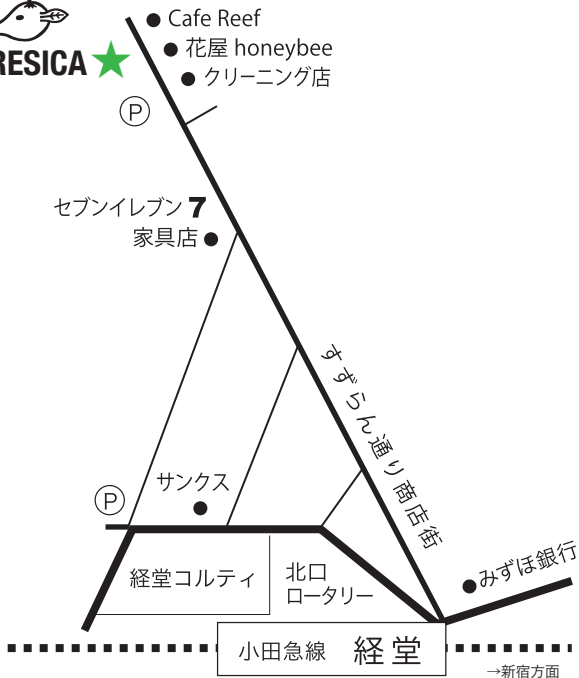 Cafe Reef
花屋 honeybee
RESICA
クリーニング店
P
セブンイレブン 7
家具店
すずらん通り商店街
サンクス
P
みずほ銀行
経堂コルティ
北口
ロータリー
小田急線 経堂
→新宿方面